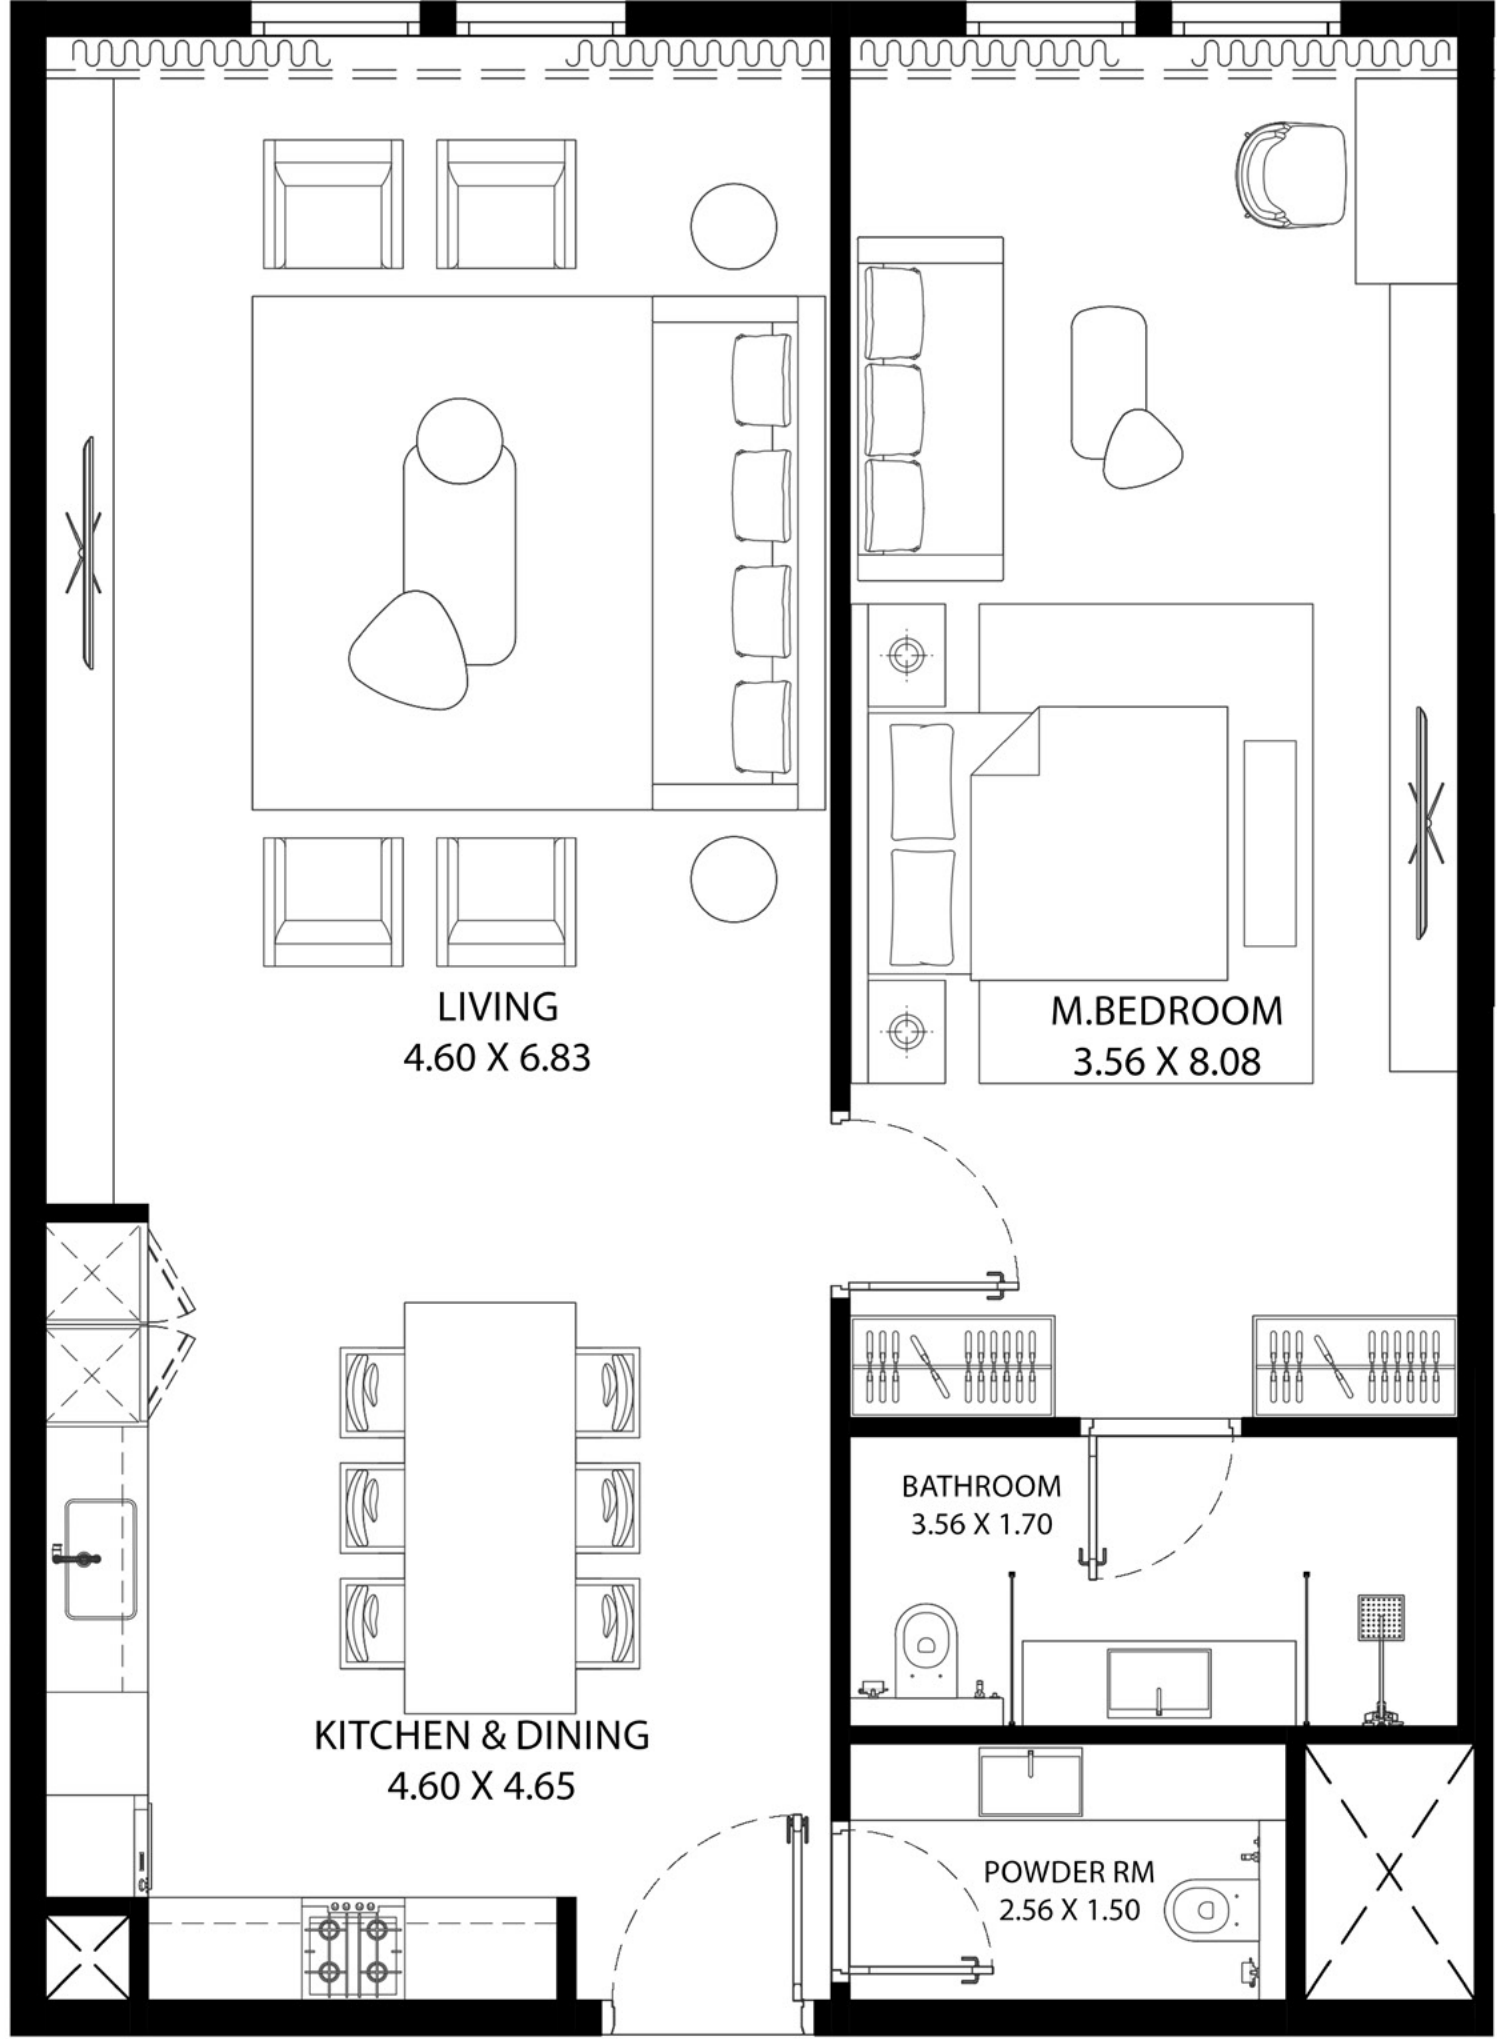 LIVING
4.60 X 6.83
M.BEDROOM
3.56 X 8.08
BATHROOM
3.56 X 1.70
KITCHEN & DINING
4.60 X 4.65
POWDER RM
2.56 X 1.50